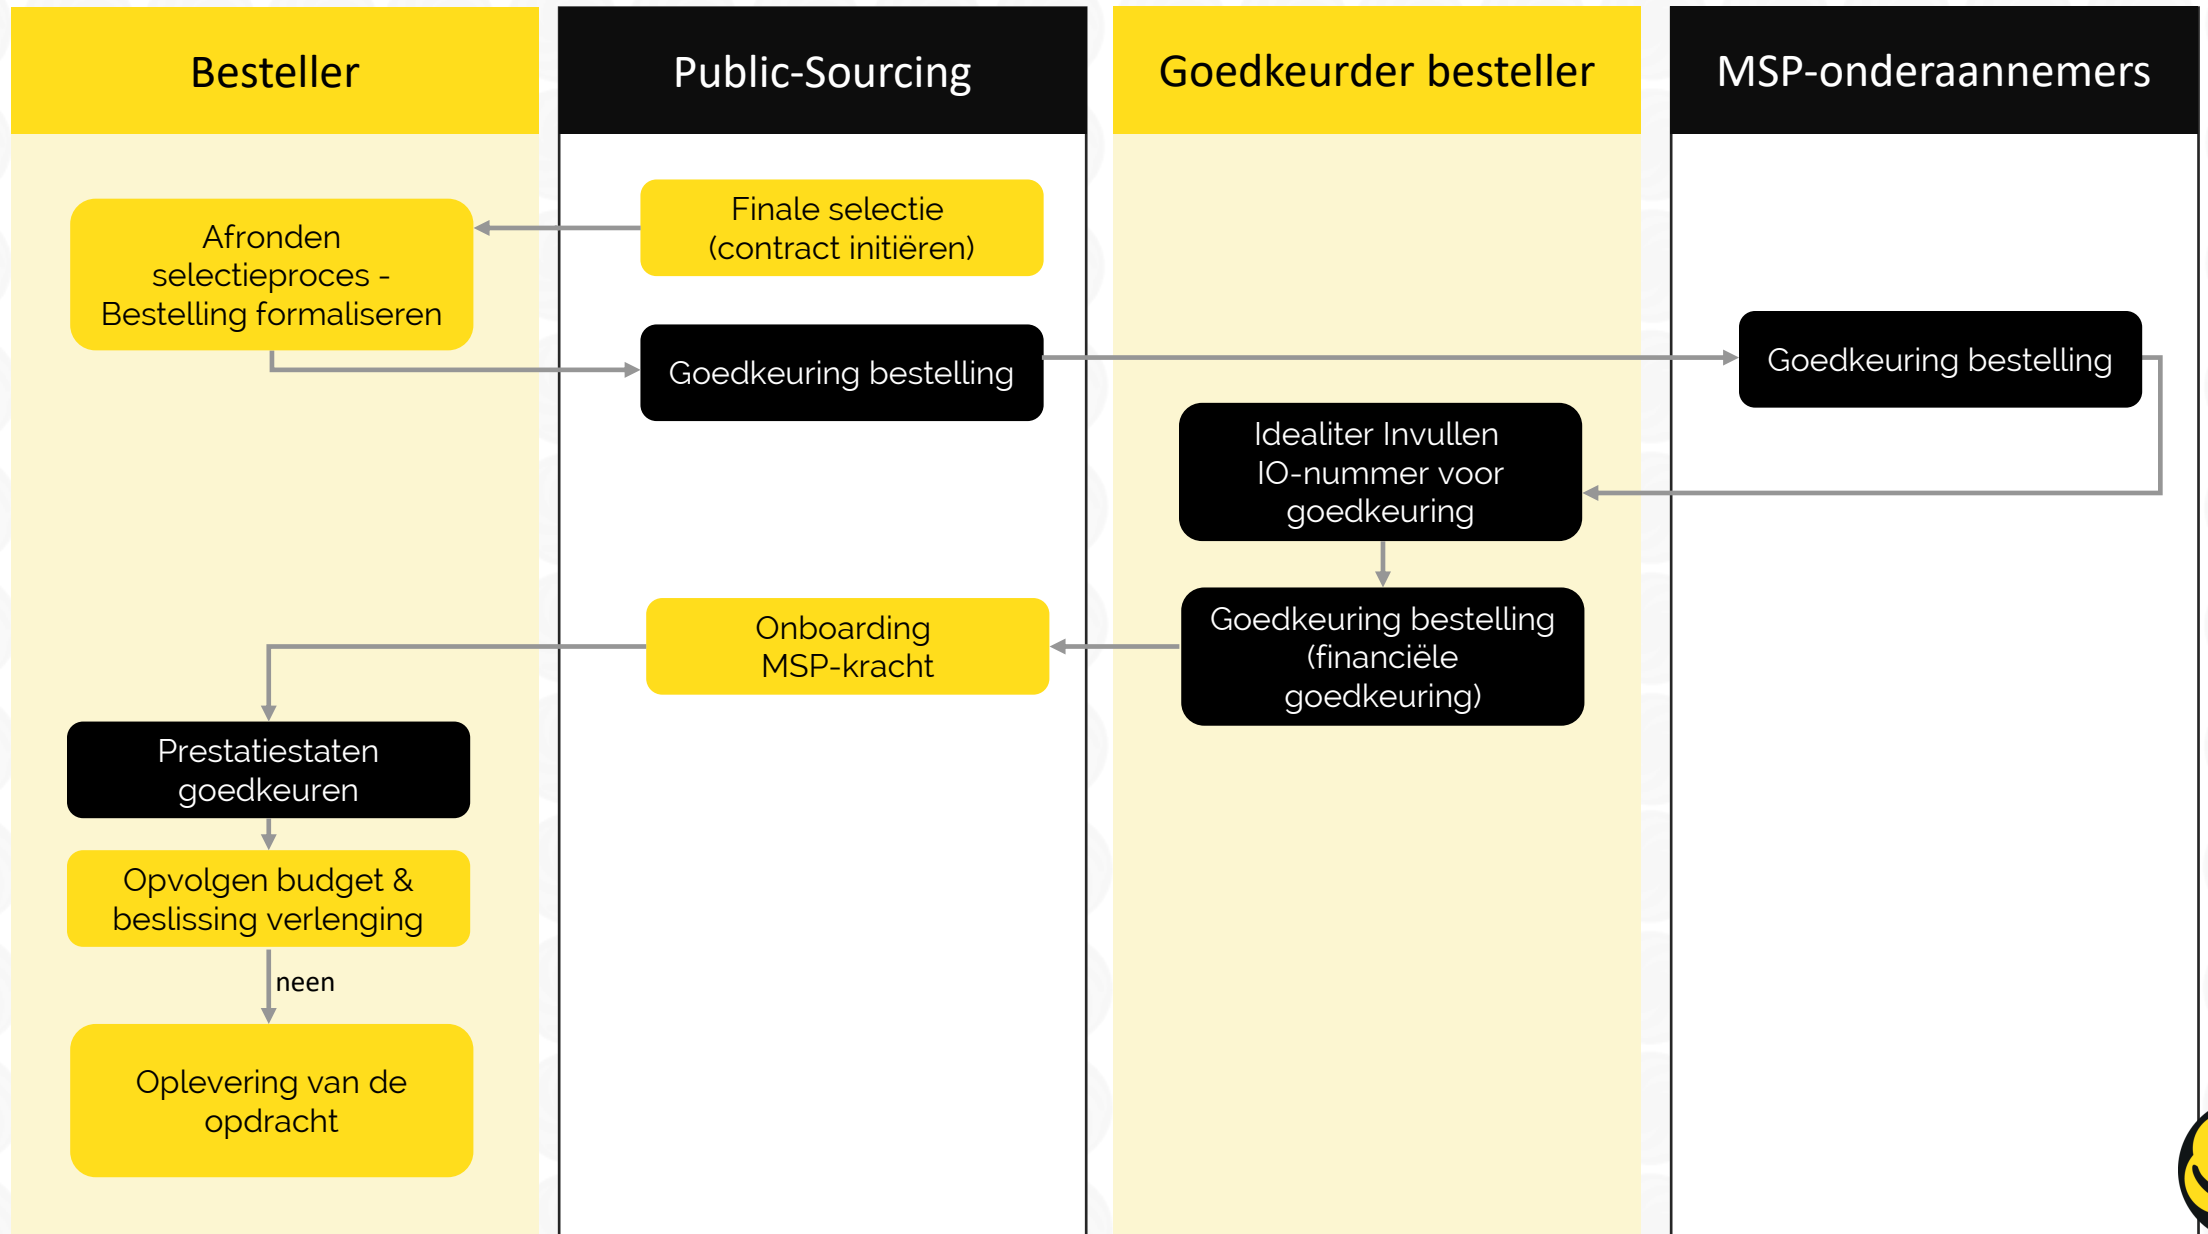 Besteller
Public-Sourcing
Goedkeurder besteller
MSP-onderaannemers
Finale selectie
(contract initiëren)
Afronden
selectieproces -
Bestelling formaliseren
Goedkeuring bestelling
Goedkeuring bestelling
Idealiter Invullen
IO-nummer voor
goedkeuring
Goedkeuring bestelling
(financiële
goedkeuring)
Onboarding
MSP-kracht
Prestatiestaten
goedkeuren
Opvolgen budget &
beslissing verlenging
neen
Oplevering van de
opdracht